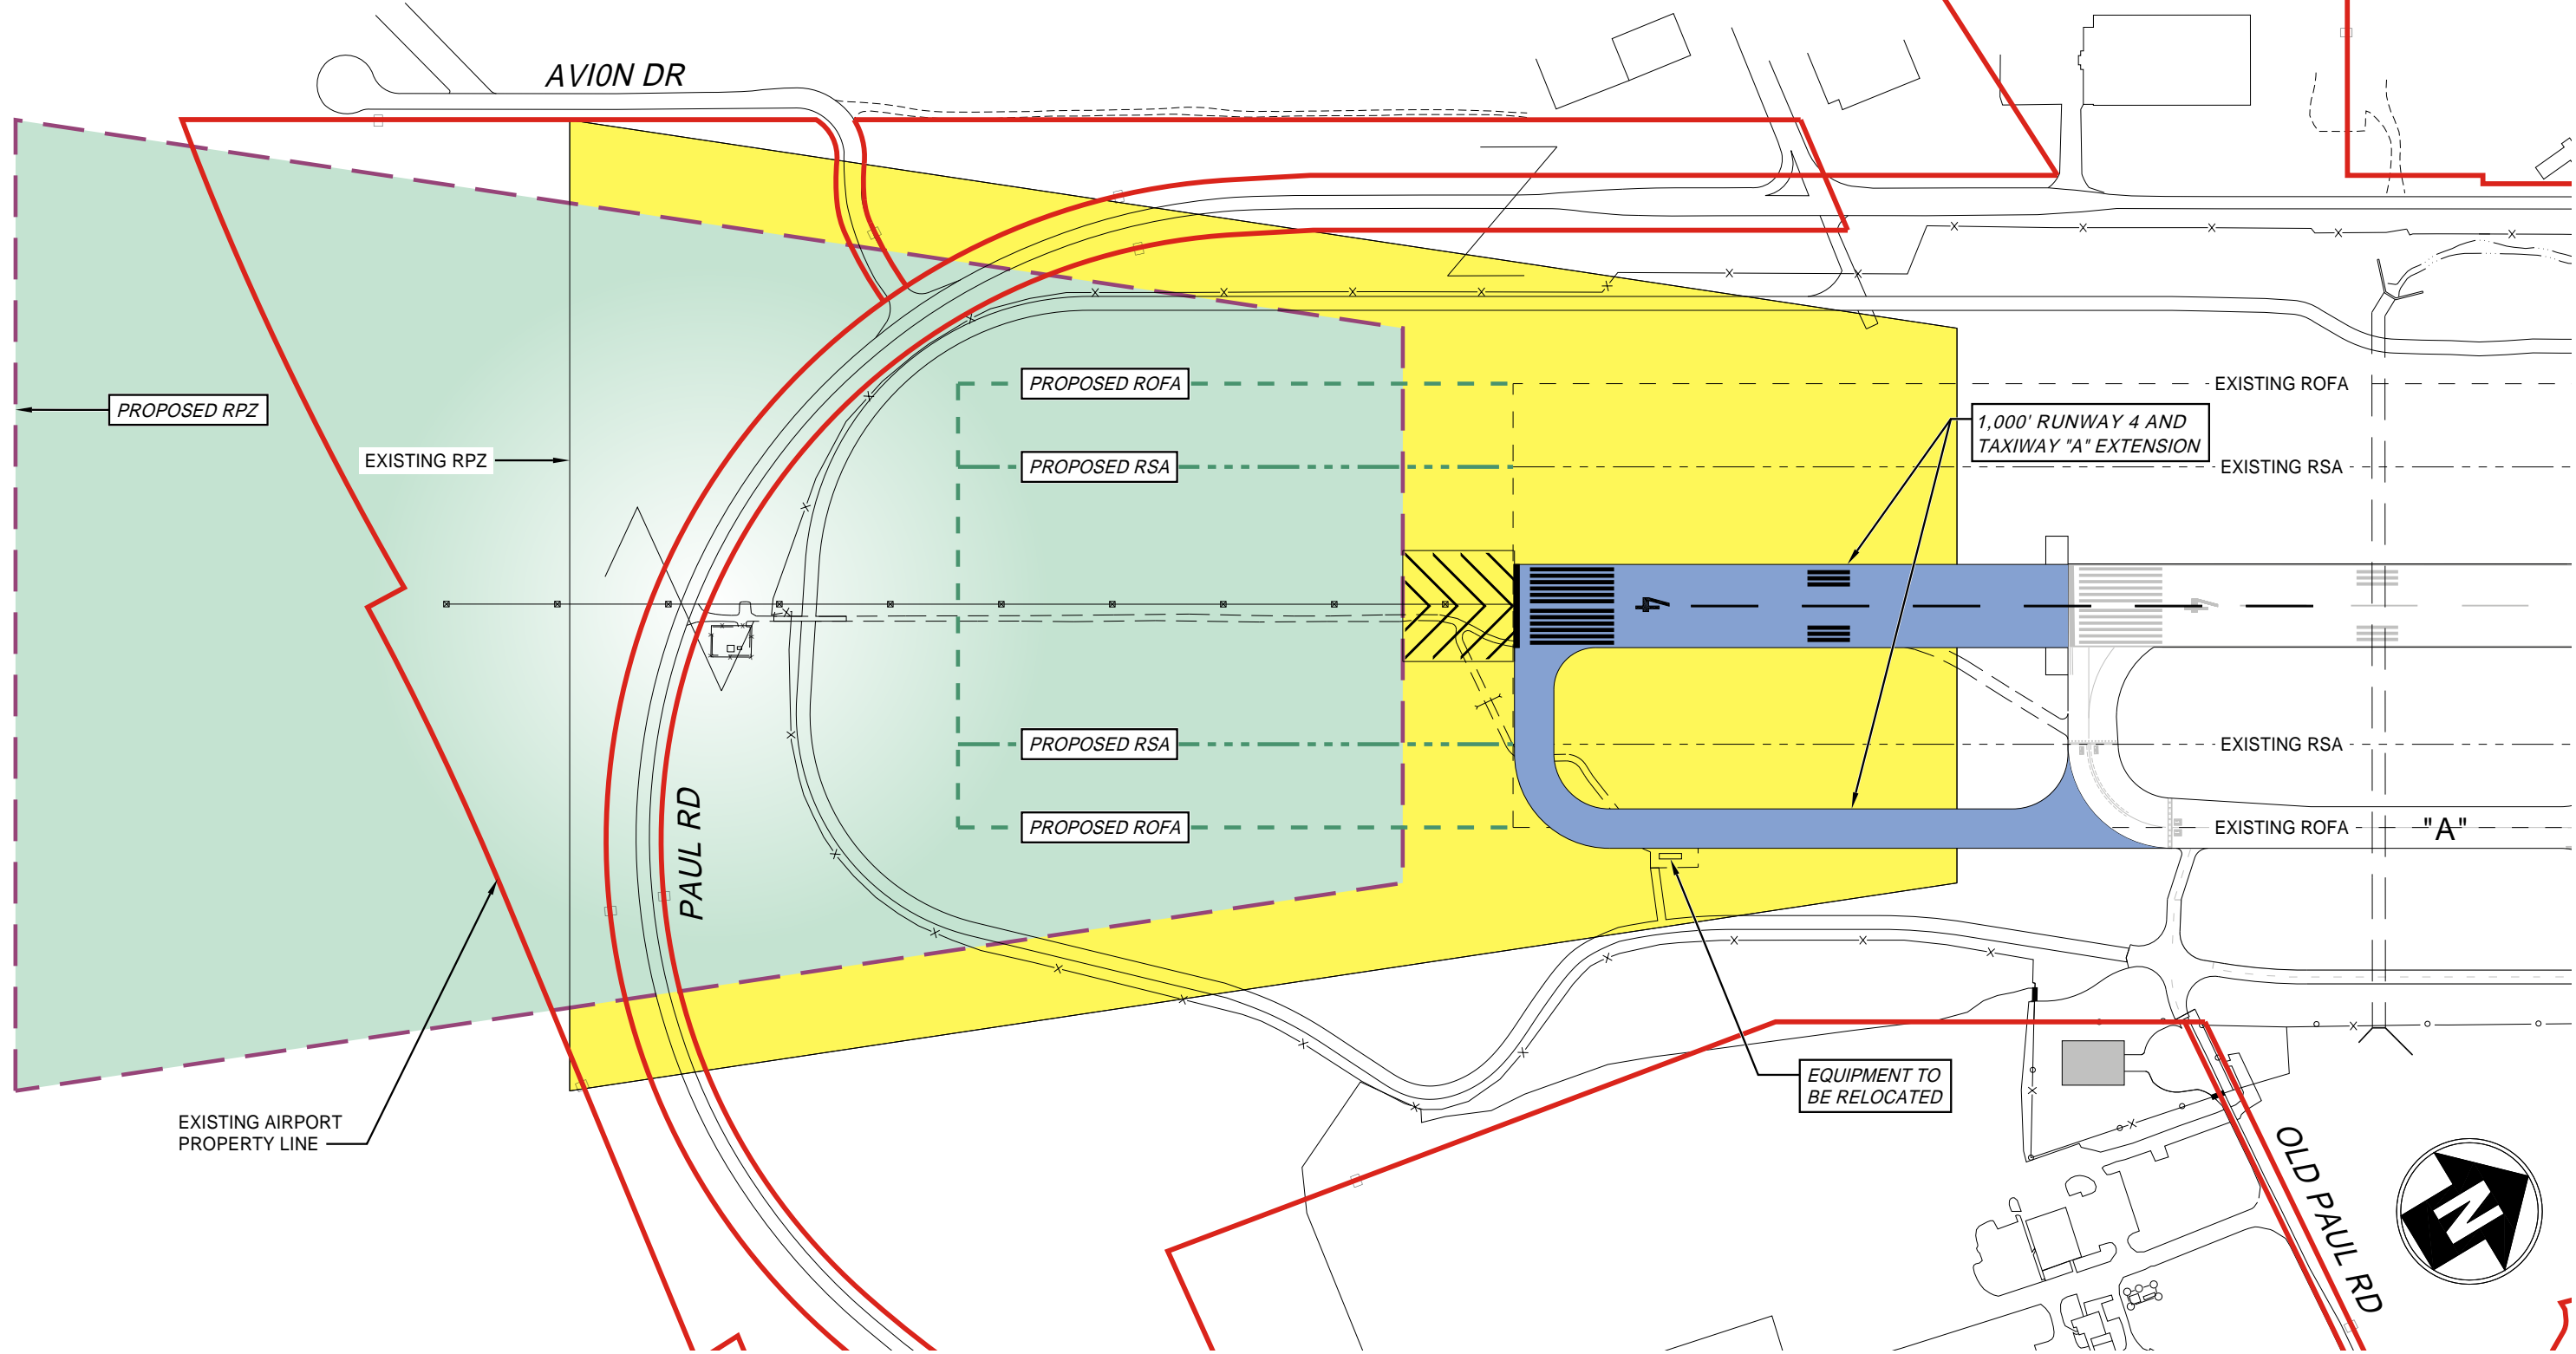 AVI0N DR
PROPOSED ROFA
EXISTING ROFA
PROPOSED RPZ
1,000' RUNWAY 4 AND
TAXIWAY "A" EXTENSION
EXISTING RPZ
PROPOSED RSA
EXISTING RSA
4
4
PROPOSED RSA
EXISTING RSA
PAUL RD
PROPOSED ROFA
EXISTING ROFA
"A"
EQUIPMENT TO
BE RELOCATED
EXISTING AIRPORT
PROPERTY LINE
OLD PAUL RD
N